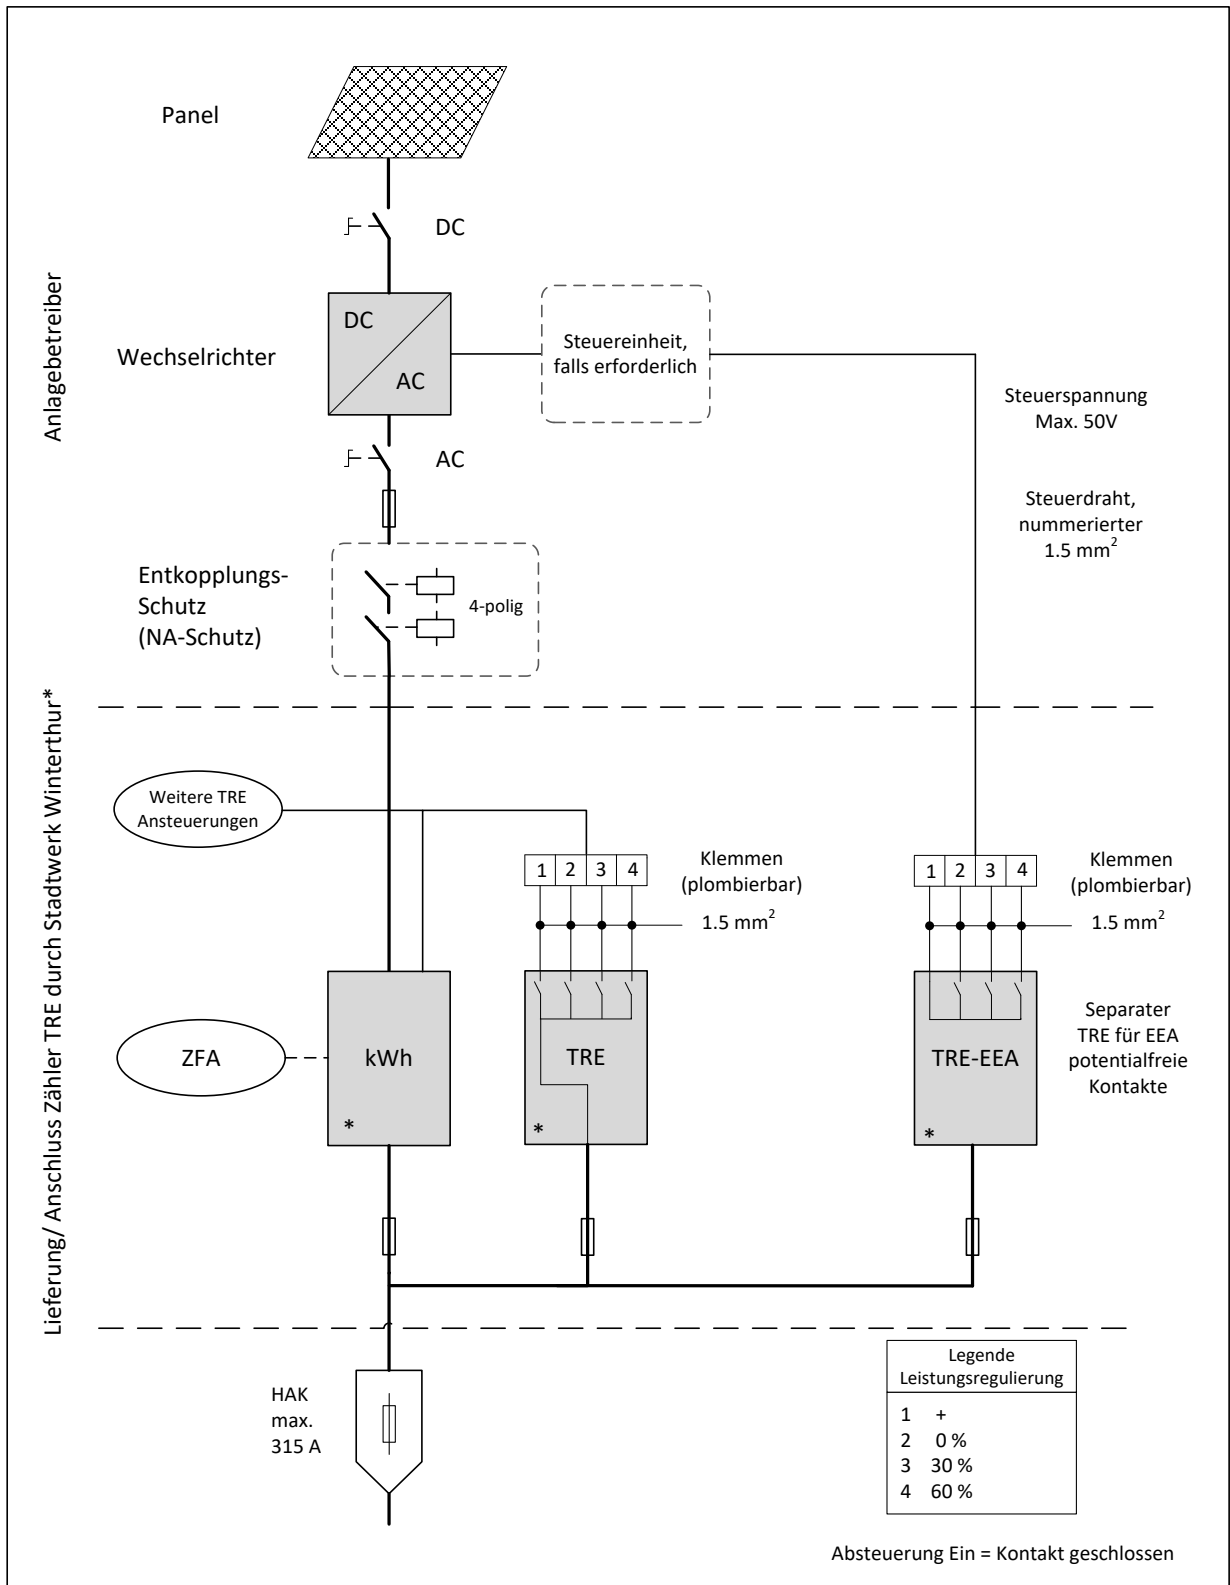 Panel
DC
Anlagebetreiber
Wechselrichter
DC
AC
Steuereinheit,
falls erforderlich
Steuerspannung
Max. 50V
AC
Steuerdraht,
nummerierter
1.5 mm²
Entkopplungs-
Schutz
(NA-Schutz)
4-polig
Lieferung/ Anschluss Zähler TRE durch Stadtwerk Winterthur*
Weitere TRE
Ansteuerungen
1 2 3 4
Klemmen
(plombierbar)
1.5 mm²
1 2 3 4
Klemmen
(plombierbar)
1.5 mm²
ZFA
kWh
*
TRE
*
TRE-EEA
*
Separater
TRE für EEA
potentialfreie
Kontakte
HAK
max.
315 A
Legende
Leistungsregulierung
1 +
2 0 %
3 30 %
4 60 %
Absteuerung Ein = Kontakt geschlossen